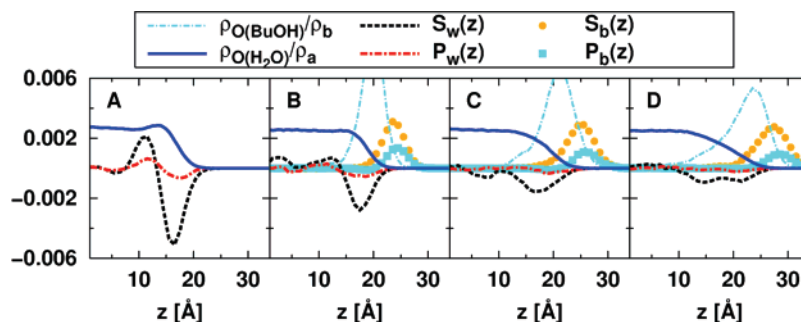 ρO(BuOH)/ρb Sw(z) Sb(z)
ρO(H2O)/ρa Pw(z) Pb(z)
0.006
A B C D
0.002
-0.002
-0.006
10 20 30 10 20 30 10 20 30 10 20 30
z [Å] z [Å] z [Å] z [Å]